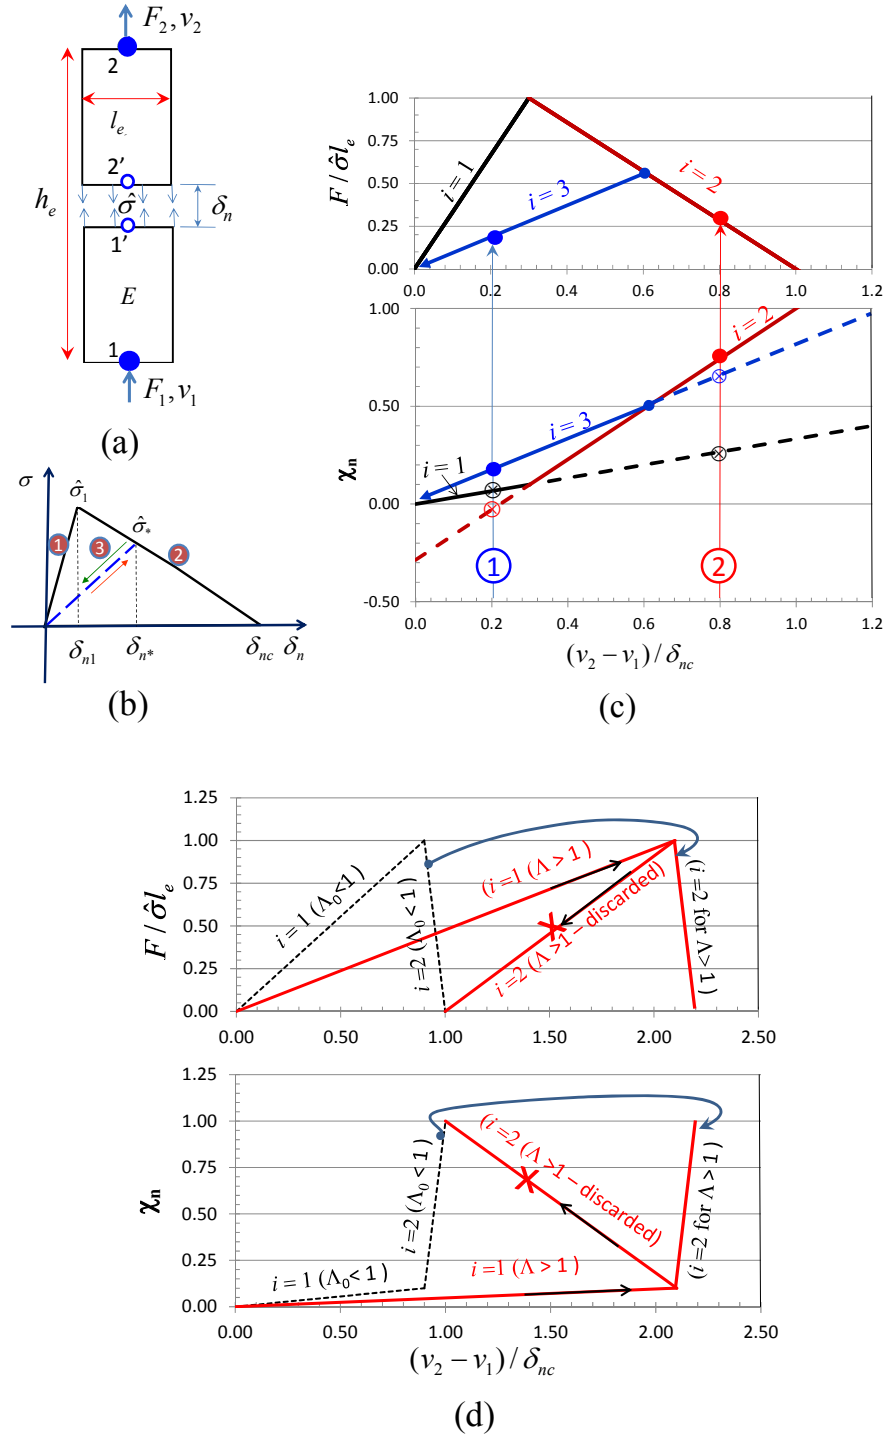 F₂, v₂
2
lₑ
2'
hₑ
σ̂
δₙ
1'
E
1
F₁, v₁
(a)
σ
σ̂₁
σ̂*
1
3
2
δₙ₁
δₙ*
δₙc
δₙ
(b)
F / σ̂lₑ
1.00
0.75
0.50
0.25
0.00
i = 1
i = 2
i = 3
0.0
0.2
0.4
0.6
0.8
1.0
1.2
χₙ
1.00
0.50
0.00
-0.50
i = 2
i = 3
i = 1
1
2
0.0
0.2
0.4
0.6
0.8
1.0
1.2
(v₂ − v₁) / δₙc
(c)
F / σ̂lₑ
1.25
1.00
0.75
0.50
0.25
0.00
i = 1 (Λ₀<1)
i =2 (Λ₀<1)
(i =1 (Λ > 1)
i =2 (Λ >1 – discarded)
(i =2 for Λ>1)
0.00
0.50
1.00
1.50
2.00
2.50
χₙ
1.25
1.00
0.75
0.50
0.25
0.00
i =1 (Λ₀< 1 )
i =2 (Λ₀ < 1 )
i =1 (Λ > 1 )
(i =2 (Λ >1 – discarded)
(i =2 for Λ > 1 )
0.00
0.50
1.00
1.50
2.00
2.50
(v₂ − v₁) / δₙc
(d)